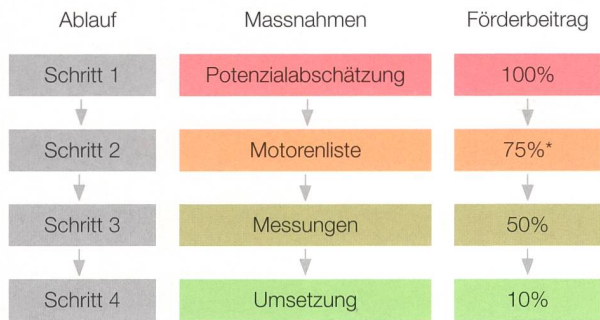 Ablauf Massnahmen Förderbeitrag
Schritt 1 Potenzialabschätzung 100%
Schritt 2 Motorenliste 75%*
Schritt 3 Messungen 50%
Schritt 4 Umsetzung 10%